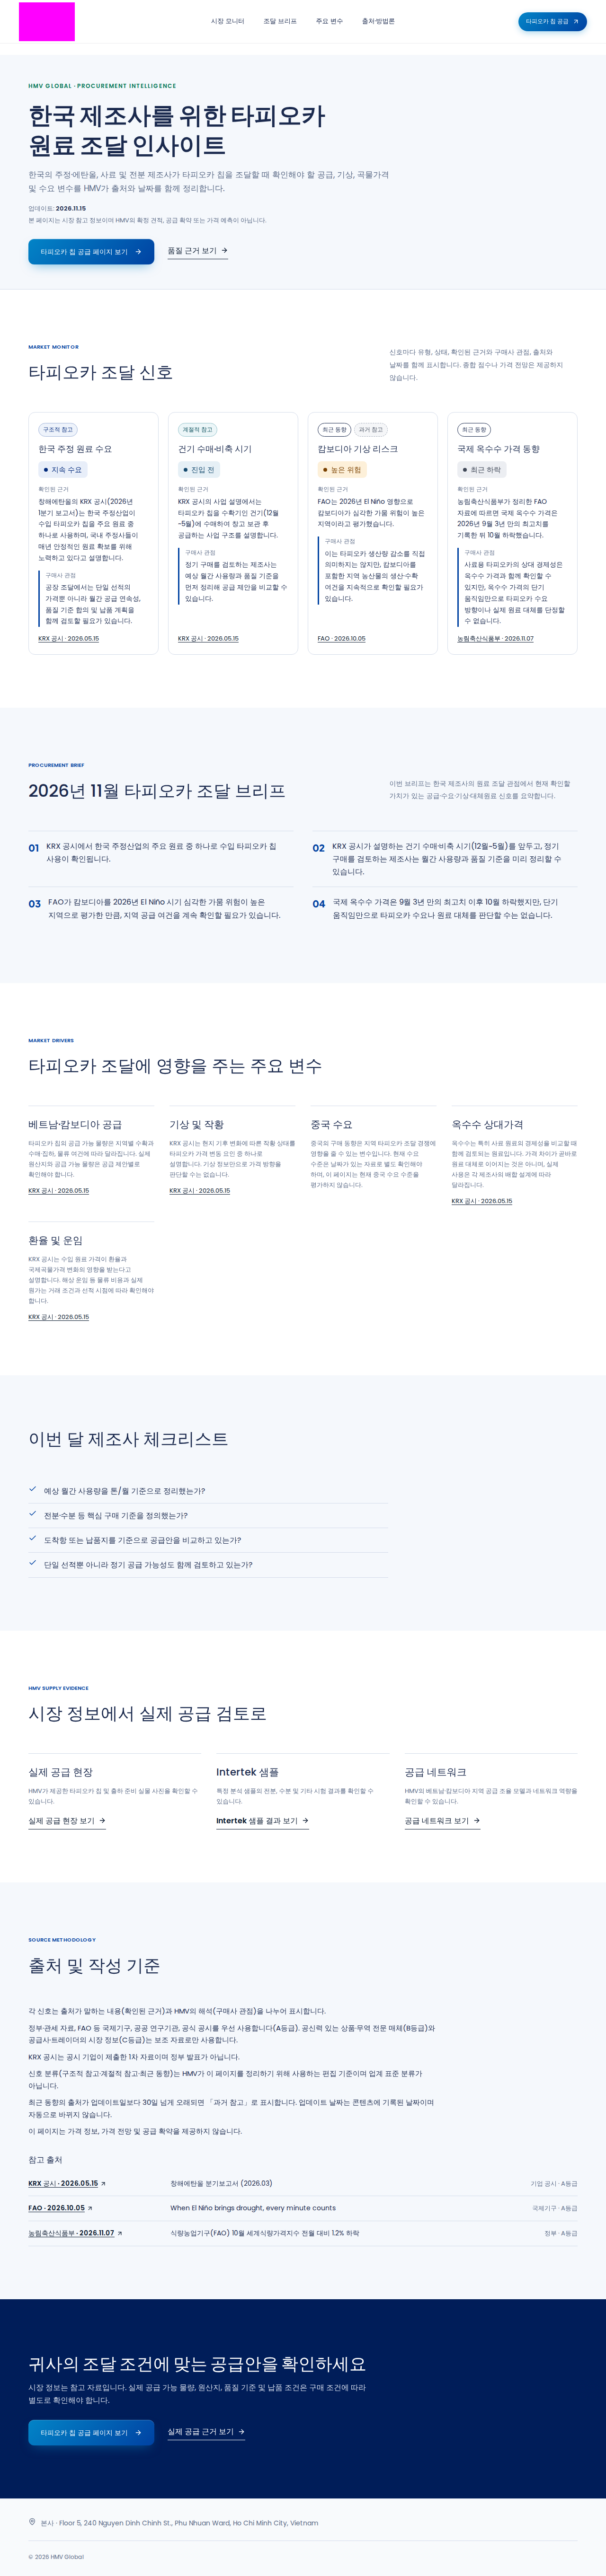 시장 모니터
조달 브리프
주요 변수
출처·방법론
타피오카 칩 공급
HMV GLOBAL · PROCUREMENT INTELLIGENCE
한국 제조사를 위한 타피오카
원료 조달 인사이트
한국의 주정·에탄올, 사료 및 전분 제조사가 타피오카 칩을 조달할 때 확인해야 할 공급, 기상, 곡물가격
및 수요 변수를 HMV가 출처와 날짜를 함께 정리합니다.
업데이트: 2026.11.15
본 페이지는 시장 참고 정보이며 HMV의 확정 견적, 공급 확약 또는 가격 예측이 아닙니다.
타피오카 칩 공급 페이지 보기
품질 근거 보기
MARKET MONITOR
타피오카 조달 신호
신호마다 유형, 상태, 확인된 근거와 구매사 관점, 출처와
날짜를 함께 표시합니다. 종합 점수나 가격 전망은 제공하지
않습니다.
구조적 참고
한국 주정 원료 수요
지속 수요
확인된 근거
창해에탄올의 KRX 공시(2026년
1분기 보고서)는 한국 주정산업이
수입 타피오카 칩을 주요 원료 중
하나로 사용하며, 국내 주정사들이
매년 안정적인 원료 확보를 위해
노력하고 있다고 설명합니다.
구매사 관점
공장 조달에서는 단일 선적의
가격뿐 아니라 월간 공급 연속성,
품질 기준 합의 및 납품 계획을
함께 검토할 필요가 있습니다.
KRX 공시 · 2026.05.15
계절적 참고
건기 수매·비축 시기
진입 전
확인된 근거
KRX 공시의 사업 설명에서는
타피오카 칩을 수확기인 건기(12월
~5월)에 수매하여 창고 보관 후
공급하는 사업 구조를 설명합니다.
구매사 관점
정기 구매를 검토하는 제조사는
예상 월간 사용량과 품질 기준을
먼저 정리해 공급 제안을 비교할 수
있습니다.
KRX 공시 · 2026.05.15
최근 동향
과거 참고
캄보디아 기상 리스크
높은 위험
확인된 근거
FAO는 2026년 El Niño 영향으로
캄보디아가 심각한 가뭄 위험이 높은
지역이라고 평가했습니다.
구매사 관점
이는 타피오카 생산량 감소를 직접
의미하지는 않지만, 캄보디아를
포함한 지역 농산물의 생산·수확
여건을 지속적으로 확인할 필요가
있습니다.
FAO · 2026.10.05
최근 동향
국제 옥수수 가격 동향
최근 하락
확인된 근거
농림축산식품부가 정리한 FAO
자료에 따르면 국제 옥수수 가격은
2026년 9월 3년 만의 최고치를
기록한 뒤 10월 하락했습니다.
구매사 관점
사료용 타피오카의 상대 경제성은
옥수수 가격과 함께 확인할 수
있지만, 옥수수 가격의 단기
움직임만으로 타피오카 수요
방향이나 실제 원료 대체를 단정할
수 없습니다.
농림축산식품부 · 2026.11.07
PROCUREMENT BRIEF
2026년 11월 타피오카 조달 브리프
이번 브리프는 한국 제조사의 원료 조달 관점에서 현재 확인할
가치가 있는 공급·수요·기상·대체원료 신호를 요약합니다.
01 KRX 공시에서 한국 주정산업의 주요 원료 중 하나로 수입 타피오카 칩
사용이 확인됩니다.
02 KRX 공시가 설명하는 건기 수매·비축 시기(12월~5월)를 앞두고, 정기
구매를 검토하는 제조사는 월간 사용량과 품질 기준을 미리 정리할 수
있습니다.
03 FAO가 캄보디아를 2026년 El Niño 시기 심각한 가뭄 위험이 높은
지역으로 평가한 만큼, 지역 공급 여건을 계속 확인할 필요가 있습니다.
04 국제 옥수수 가격은 9월 3년 만의 최고치 이후 10월 하락했지만, 단기
움직임만으로 타피오카 수요나 원료 대체를 판단할 수는 없습니다.
MARKET DRIVERS
타피오카 조달에 영향을 주는 주요 변수
베트남·캄보디아 공급
타피오카 칩의 공급 가능 물량은 지역별 수확과
수매·집하, 물류 여건에 따라 달라집니다. 실제
원산지와 공급 가능 물량은 공급 제안별로
확인해야 합니다.
KRX 공시 · 2026.05.15
기상 및 작황
KRX 공시는 현지 기후 변화에 따른 작황 상태를
타피오카 가격 변동 요인 중 하나로
설명합니다. 기상 정보만으로 가격 방향을
판단할 수는 없습니다.
KRX 공시 · 2026.05.15
중국 수요
중국의 구매 동향은 지역 타피오카 조달 경쟁에
영향을 줄 수 있는 변수입니다. 현재 수요
수준은 날짜가 있는 자료로 별도 확인해야
하며, 이 페이지는 현재 중국 수요 수준을
평가하지 않습니다.
옥수수 상대가격
옥수수는 특히 사료 원료의 경제성을 비교할 때
함께 검토되는 원료입니다. 가격 차이가 곧바로
원료 대체로 이어지는 것은 아니며, 실제
사용은 각 제조사의 배합 설계에 따라
달라집니다.
KRX 공시 · 2026.05.15
환율 및 운임
KRX 공시는 수입 원료 가격이 환율과
국제곡물가격 변화의 영향을 받는다고
설명합니다. 해상 운임 등 물류 비용과 실제
원가는 거래 조건과 선적 시점에 따라 확인해야
합니다.
KRX 공시 · 2026.05.15
이번 달 제조사 체크리스트
예상 월간 사용량을 톤/월 기준으로 정리했는가?
전분·수분 등 핵심 구매 기준을 정의했는가?
도착항 또는 납품지를 기준으로 공급안을 비교하고 있는가?
단일 선적뿐 아니라 정기 공급 가능성도 함께 검토하고 있는가?
HMV SUPPLY EVIDENCE
시장 정보에서 실제 공급 검토로
실제 공급 현장
HMV가 제공한 타피오카 칩 및 출하 준비 실물 사진을 확인할 수
있습니다.
실제 공급 현장 보기
Intertek 샘플
특정 분석 샘플의 전분, 수분 및 기타 시험 결과를 확인할 수
있습니다.
Intertek 샘플 결과 보기
공급 네트워크
HMV의 베트남·캄보디아 지역 공급 조율 모델과 네트워크 역량을
확인할 수 있습니다.
공급 네트워크 보기
SOURCE METHODOLOGY
출처 및 작성 기준
각 신호는 출처가 말하는 내용(확인된 근거)과 HMV의 해석(구매사 관점)을 나누어 표시합니다.
정부·관세 자료, FAO 등 국제기구, 공공 연구기관, 공식 공시를 우선 사용합니다(A등급). 공신력 있는 상품·무역 전문 매체(B등급)와
공급사·트레이더의 시장 정보(C등급)는 보조 자료로만 사용합니다.
KRX 공시는 공시 기업이 제출한 1차 자료이며 정부 발표가 아닙니다.
신호 분류(구조적 참고·계절적 참고·최근 동향)는 HMV가 이 페이지를 정리하기 위해 사용하는 편집 기준이며 업계 표준 분류가
아닙니다.
최근 동향의 출처가 업데이트일보다 30일 넘게 오래되면 「과거 참고」로 표시합니다. 업데이트 날짜는 콘텐츠에 기록된 날짜이며
자동으로 바뀌지 않습니다.
이 페이지는 가격 정보, 가격 전망 및 공급 확약을 제공하지 않습니다.
참고 출처
KRX 공시 · 2026.05.15
창해에탄올 분기보고서 (2026.03)
기업 공시 · A등급
FAO · 2026.10.05
When El Niño brings drought, every minute counts
국제기구 · A등급
농림축산식품부 · 2026.11.07
식량농업기구(FAO) 10월 세계식량가격지수 전월 대비 1.2% 하락
정부 · A등급
귀사의 조달 조건에 맞는 공급안을 확인하세요
시장 정보는 참고 자료입니다. 실제 공급 가능 물량, 원산지, 품질 기준 및 납품 조건은 구매 조건에 따라
별도로 확인해야 합니다.
타피오카 칩 공급 페이지 보기
실제 공급 근거 보기
본사 · Floor 5, 240 Nguyen Dinh Chinh St., Phu Nhuan Ward, Ho Chi Minh City, Vietnam
© 2026 HMV Global